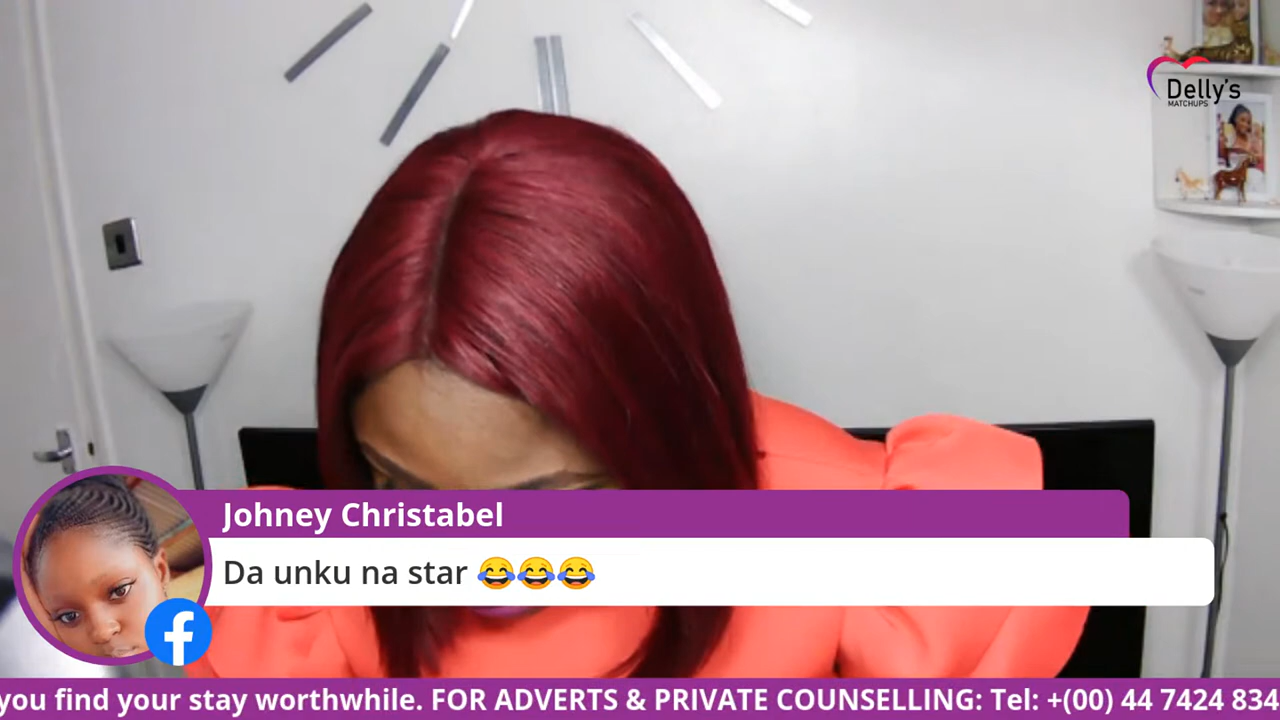 Delly's
MATCHUPS
Johney Christabel
Da unku na star 😂😂😂
you find your stay worthwhile. FOR ADVERTS & PRIVATE COUNSELLING: Tel: +(00) 44 7424 834